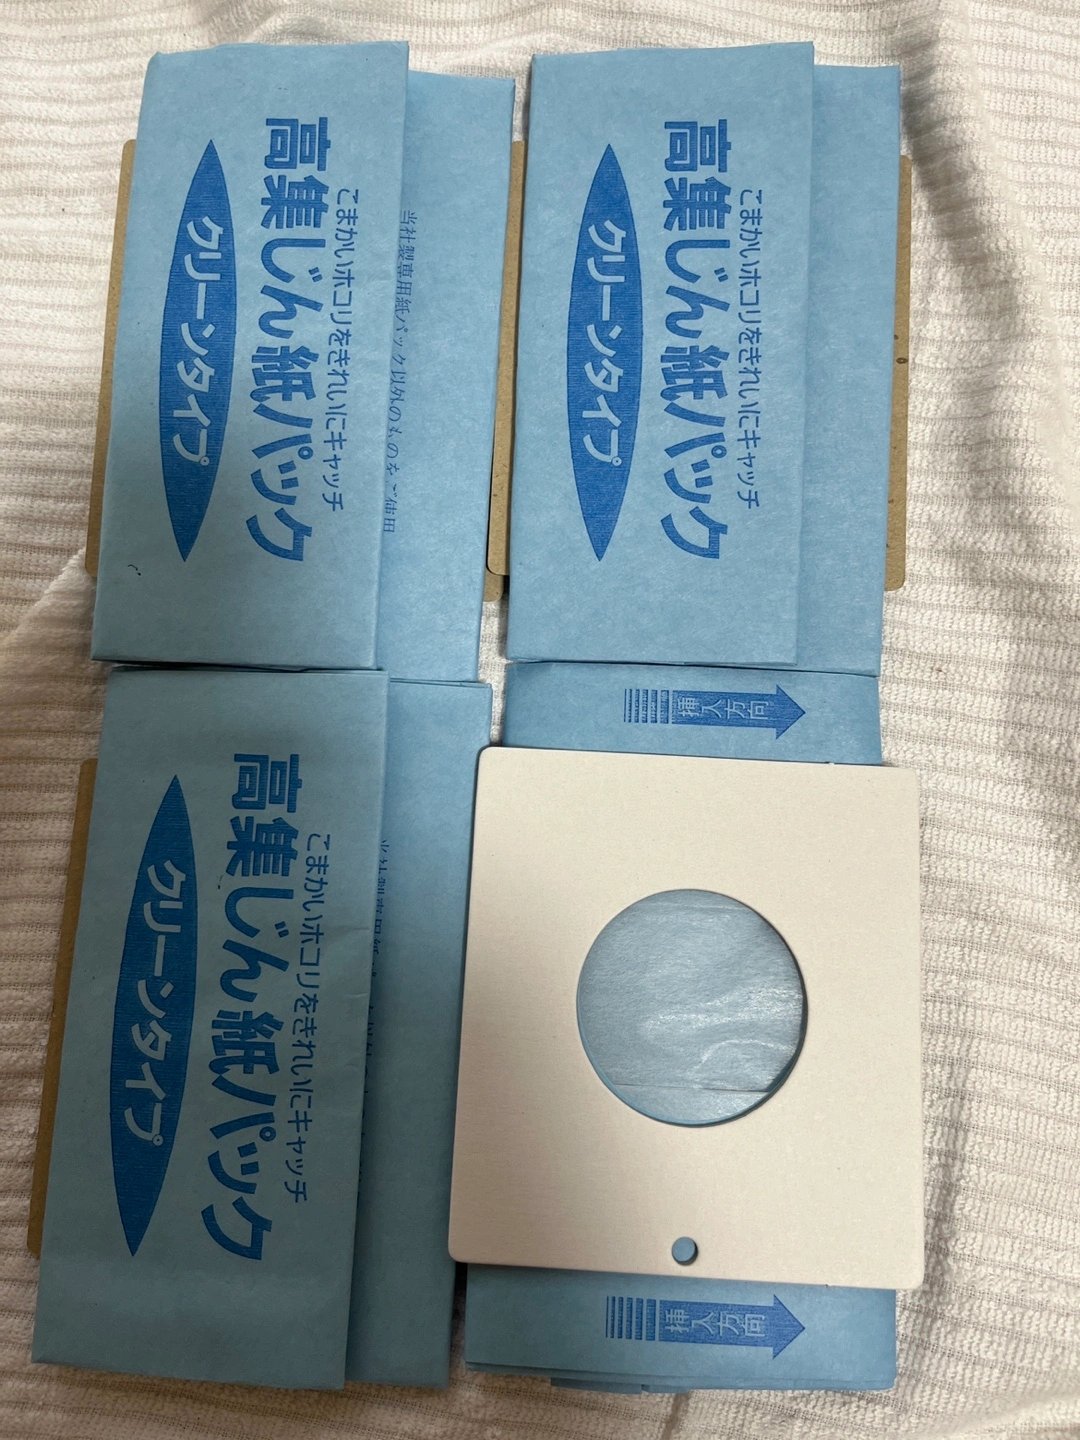 高集じん紙パック
こまかいホコリをきれいにキャッチ
クリーンタイプ
当社製専用紙パック以外のものをご使用
高集じん紙パック
こまかいホコリをきれいにキャッチ
クリーンタイプ
高集じん紙パック
こまかいホコリをきれいにキャッチ
クリーンタイプ
挿入方向
挿入方向